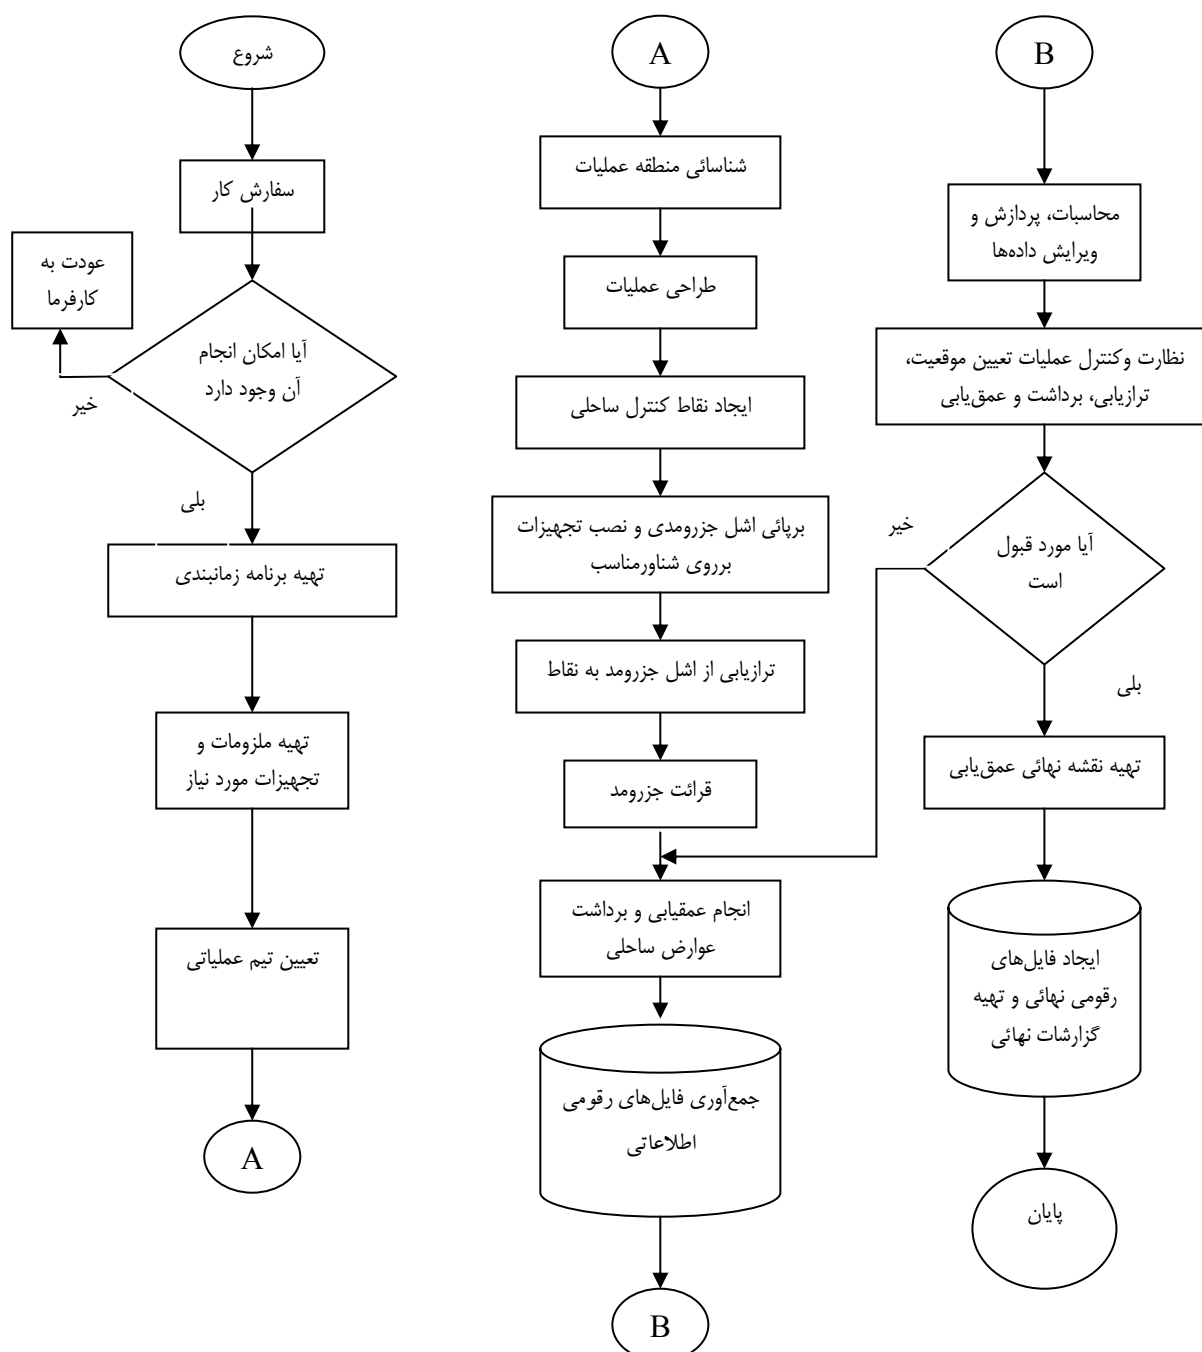 شروع
سفارش کار
عودت به
کارفرما
آیا امکان انجام
آن وجود دارد
خیر
بلی
تهیه برنامه زمانبندی
تهیه ملزومات و
تجهیزات مورد نیاز
تعیین تیم عملیاتی
A
A
شناسائی منطقه عملیات
طراحی عملیات
ایجاد نقاط کنترل ساحلی
برپائی اشل جزرومدی و نصب تجهیزات
برروی شناورمناسب
ترازیابی از اشل جزرومد به نقاط
قرائت جزرومد
انجام عمقیابی و برداشت
عوارض ساحلی
جمع‌آوری فایل‌های رقومی
اطلاعاتی
B
B
محاسبات، پردازش و
ویرایش داده‌ها
نظارت وکنترل عملیات تعیین موقعیت،
ترازیابی، برداشت و عمق‌یابی
آیا مورد قبول
است
خیر
بلی
تهیه نقشه نهائی عمق‌یابی
ایجاد فایل‌های
رقومی نهائی و تهیه
گزارشات نهائی
پایان